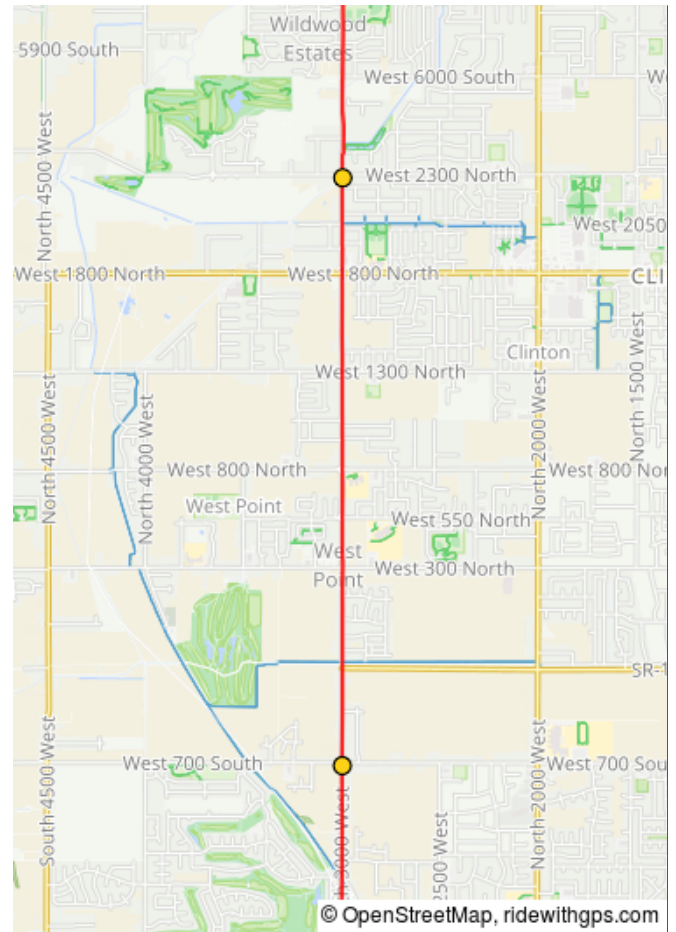 Wildwood
Estates
5900 South
West 6000 South
North 4500 West
West 2300 North
West 2050
West 1800 North
West 1800 North
CLI
Clinton
North 1500 West
West 1300 North
North 4500 West
North 4000 West
North 2000 West
West 800 North
West 800 Nor
West Point
West 550 North
West
Point
West 300 North
SR-1
South 4500 West
North 2000 West
West 700 South
West 700 Sou
h 3000 West
2500 West
© OpenStreetMap, ridewithgps.com